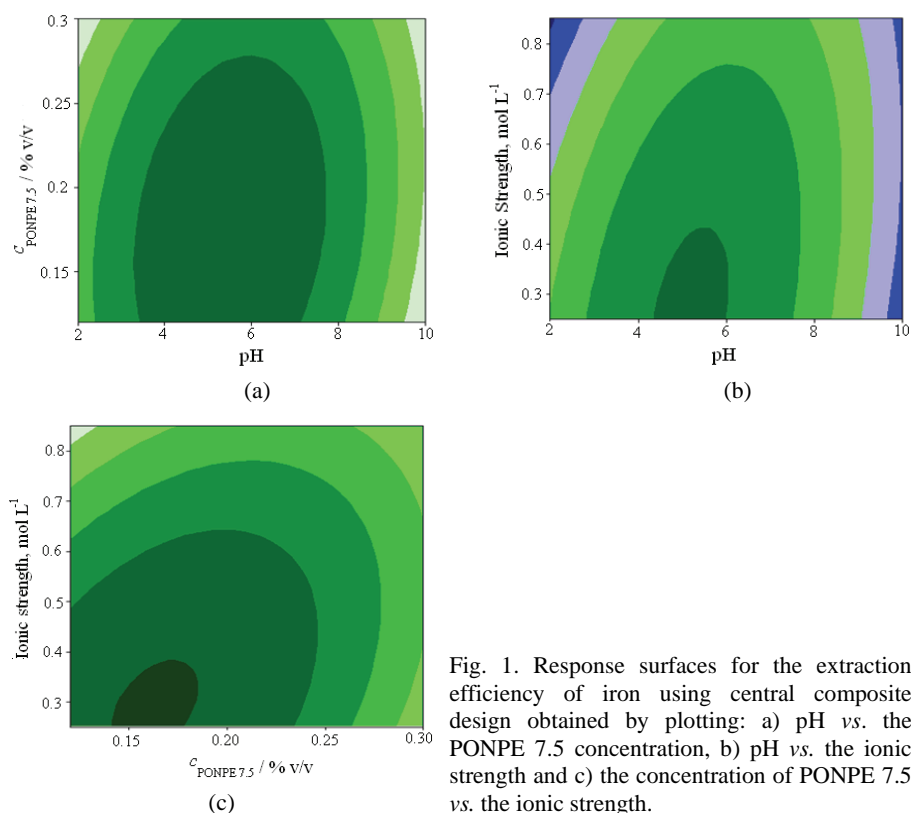 0.3
0.25
0.2
0.15
c PONPE 7.5 / % v/v
2 4 6 8 10
pH
(a)
0.8
0.7
0.6
0.5
0.4
0.3
Ionic Strength, mol L-1
2 4 6 8 10
pH
(b)
0.8
0.7
0.6
0.5
0.4
0.3
Ionic strength, mol L-1
0.15 0.20 0.25 0.30
c PONPE 7.5 / % v/v
(c)
Fig. 1. Response surfaces for the extraction
efficiency of iron using central composite
design obtained by plotting: a) pH vs. the
PONPE 7.5 concentration, b) pH vs. the ionic
strength and c) the concentration of PONPE 7.5
vs. the ionic strength.